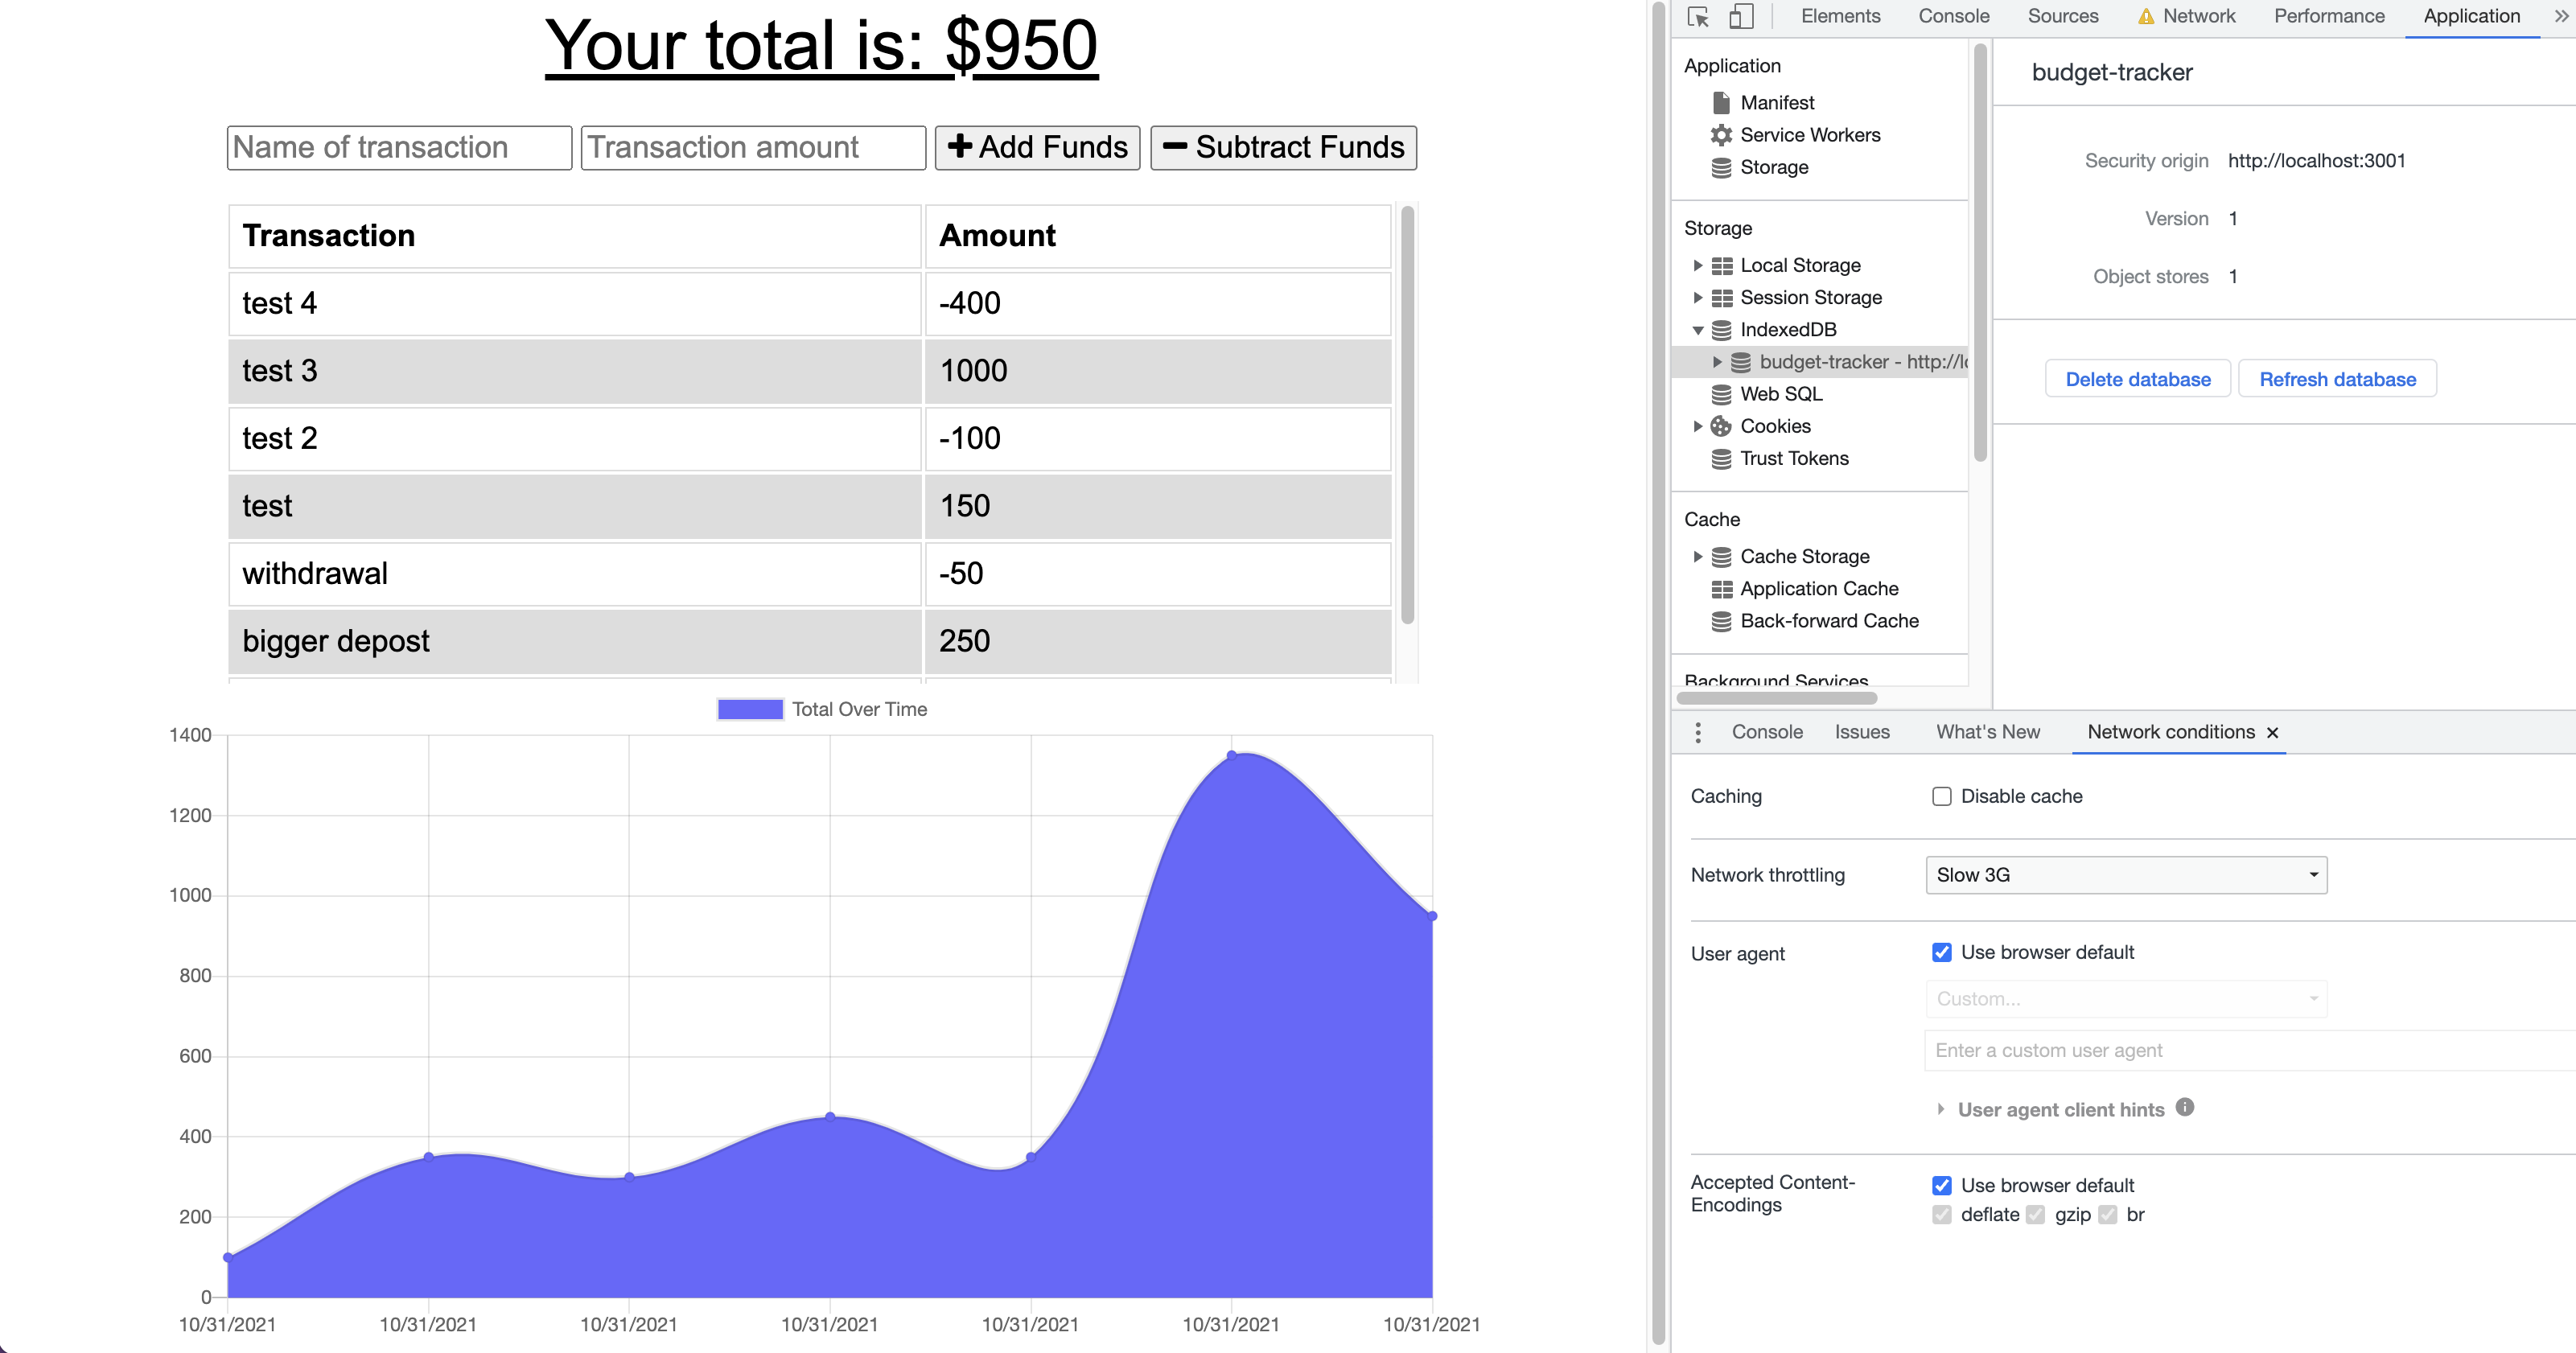 Your total is: $950
Name of transaction Transaction amount Add Funds Subtract Funds
Transaction Amount
test 4 -400
test 3 1000
test 2 -100
test 150
withdrawal -50
bigger depost 250
Total Over Time
1400
1200
1000
800
600
400
200
0
10/31/2021 10/31/2021 10/31/2021 10/31/2021 10/31/2021 10/31/2021 10/31/2021
Elements Console Sources Network Performance Application
Application
Manifest
Service Workers
Storage
Storage
Local Storage
Session Storage
IndexedDB
budget-tracker - http://lo
Web SQL
Cookies
Trust Tokens
Cache
Cache Storage
Application Cache
Back-forward Cache
Background Services
budget-tracker
Security origin http://localhost:3001
Version 1
Object stores 1
Delete database Refresh database
Console Issues What's New Network conditions
Caching Disable cache
Network throttling Slow 3G
User agent Use browser default
Custom...
Enter a custom user agent
User agent client hints
Accepted Content-
Encodings
Use browser default
deflate gzip br